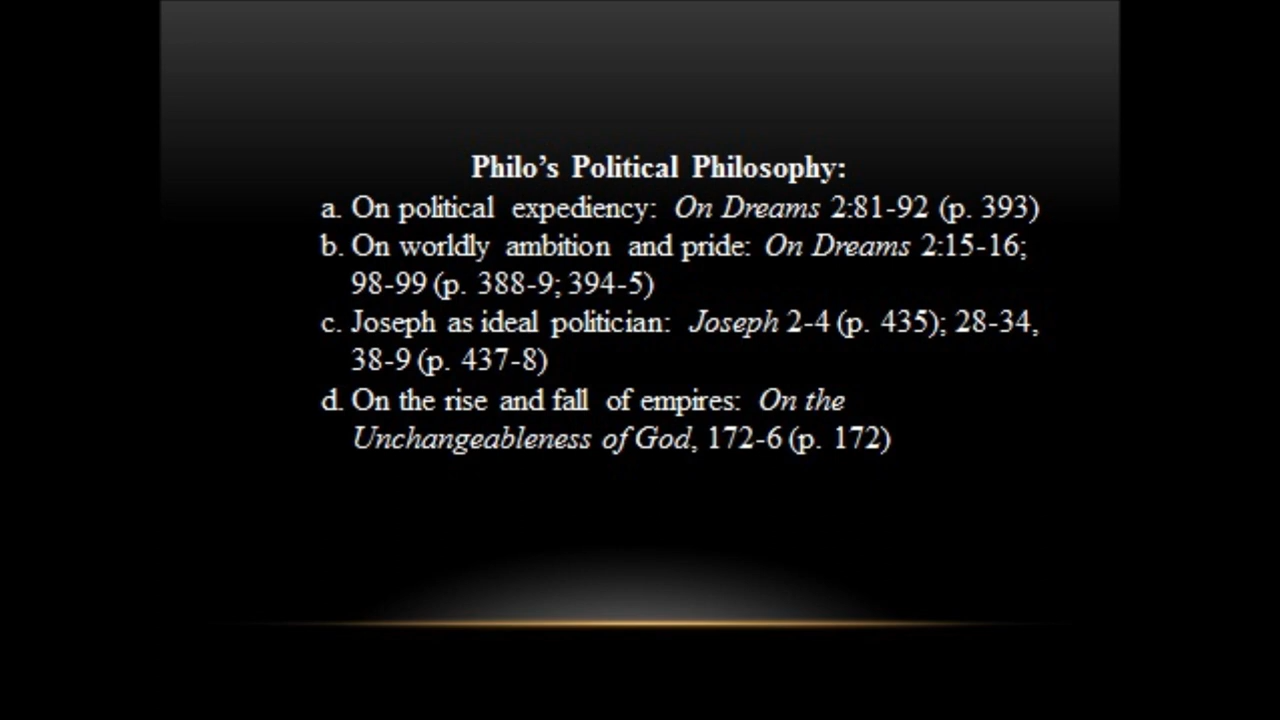 Philo’s Political Philosophy:
a. On political expediency: On Dreams 2:81-92 (p. 393)
b. On worldly ambition and pride: On Dreams 2:15-16;
98-99 (p. 388-9; 394-5)
c. Joseph as ideal politician: Joseph 2-4 (p. 435); 28-34,
38-9 (p. 437-8)
d. On the rise and fall of empires: On the
Unchangeableness of God, 172-6 (p. 172)